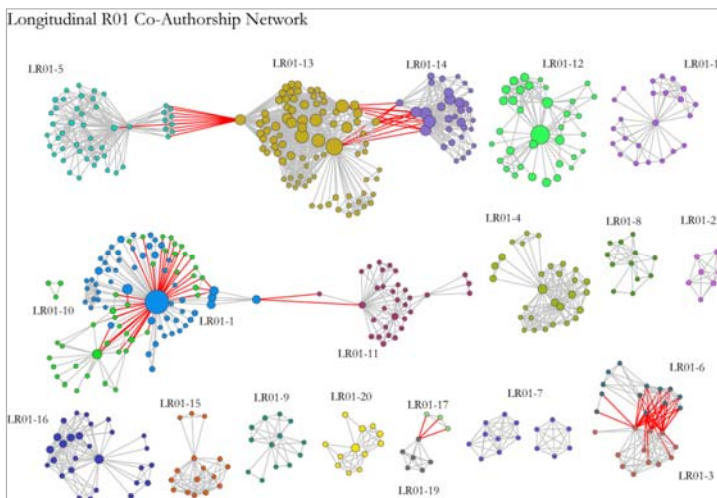 Longitudinal R01 Co-Authorship Network
LR01-5
LR01-13
LR01-14
LR01-12
LR01-1
LR01-4
LR01-8
LR01-2
LR01-10
LR01-1
LR01-11
LR01-6
LR01-16
LR01-15
LR01-9
LR01-20
LR01-17
LR01-7
LR01-19
LR01-3